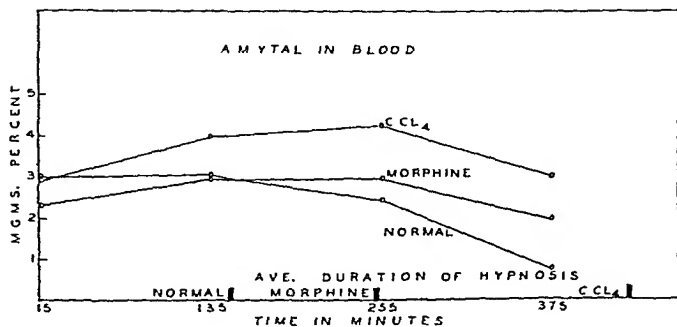 AMYTAL IN BLOOD
MGMS. PERCENT
5
4
3
2
1
CCL4
MORPHINE
NORMAL
AVE. DURATION OF HYPNOSIS
NORMAL MORPHINE CCL4
15 135 255 375
TIME IN MINUTES